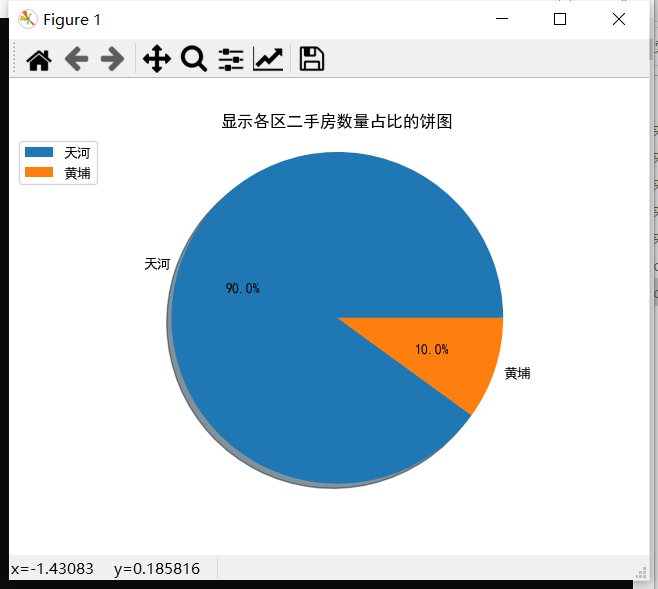 Figure 1
显示各区二手房数量占比的饼图
天河
黄埔
天河
90.0%
10.0%
黄埔
x=-1.43083 y=0.185816